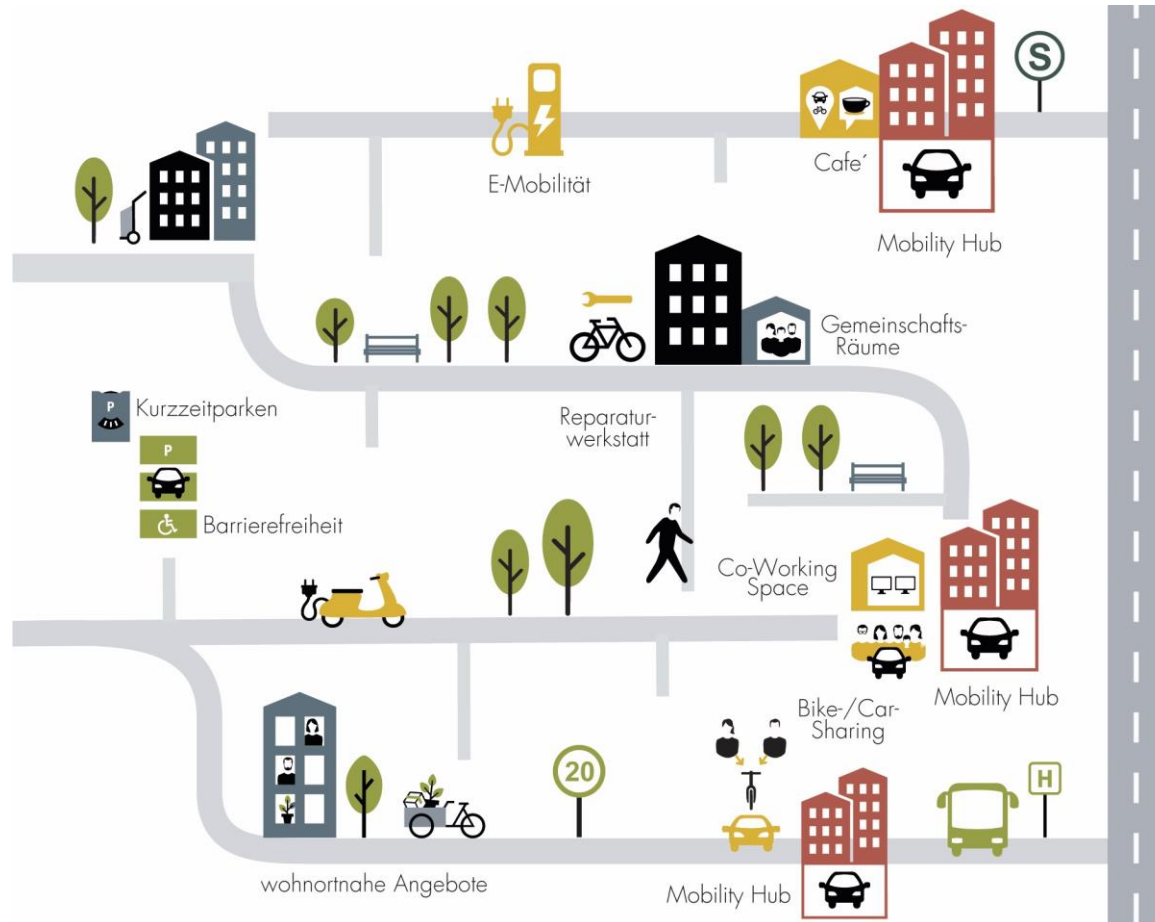 S
E-Mobilität
Cafe´
Mobility Hub
Gemeinschafts-
Räume
P
Kurzzeitparken
Reparatur-
werkstatt
P
Barrierefreiheit
Co-Working
Space
Mobility Hub
Bike-/Car-
Sharing
20
H
wohnortnahe Angebote
Mobility Hub